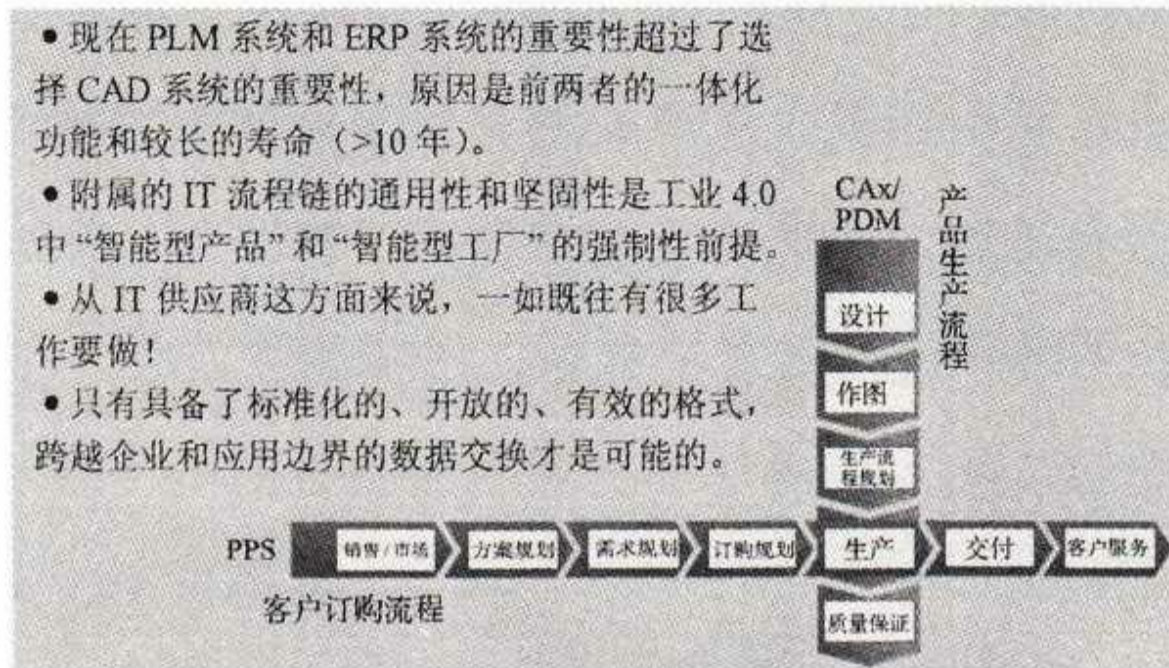 • 现在 PLM 系统和 ERP 系统的重要性超过了选
择 CAD 系统的重要性，原因是前两者的一体化
功能和较长的寿命（>10 年）。
• 附属的 IT 流程链的通用性和坚固性是工业 4.0
中“智能型产品”和“智能型工厂”的强制性前提。
• 从 IT 供应商这方面来说，一如既往有很多工
作要做！
• 只有具备了标准化的、开放的、有效的格式，
跨越企业和应用边界的数据交换才是可能的。
CAx/
PDM
产品生产流程
设计
作图
生产流
程规划
PPS
销售/市场
方案规划
需求规划
订购规划
生产
交付
客户服务
客户订购流程
质量保证